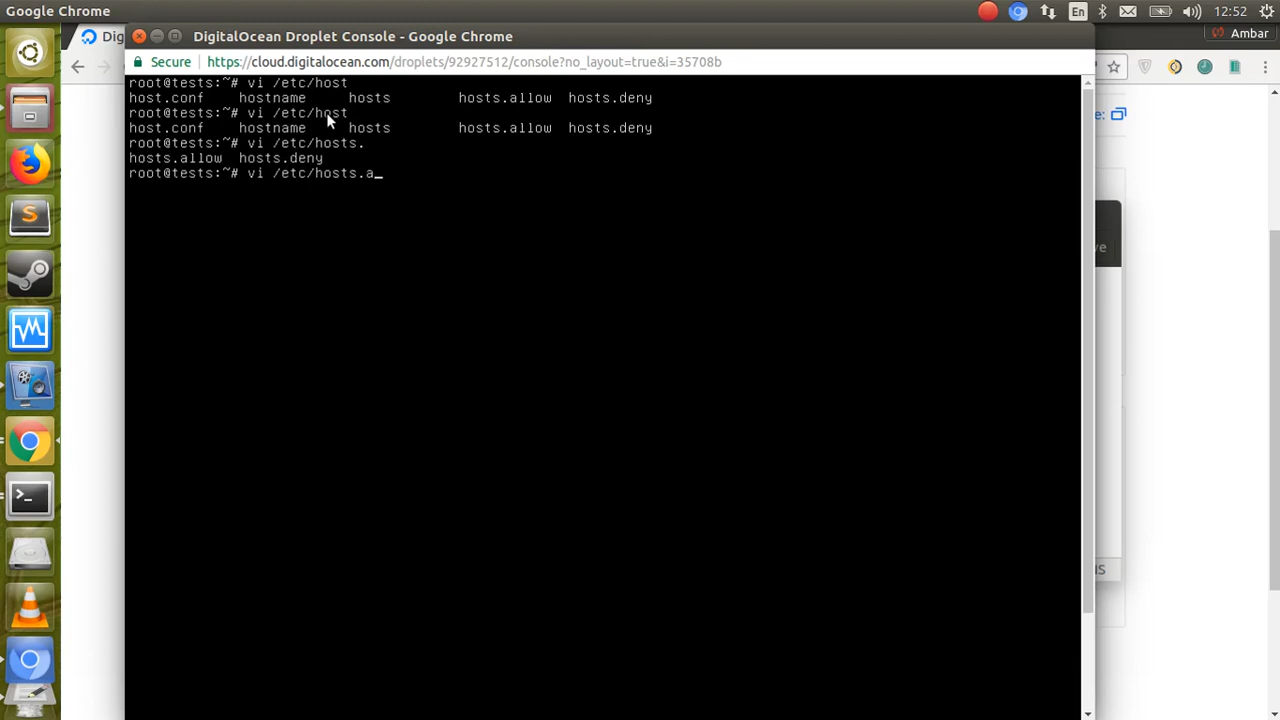 Google Chrome
En
12:52
Dig
DigitalOcean Droplet Console - Google Chrome
Ambar
Secure
https://cloud.digitalocean.com/droplets/92927512/console?no_layout=true&i=35708b
root@tests:~# vi /etc/host
host.conf hostname hosts hosts.allow hosts.deny
root@tests:~# vi /etc/host
host.conf hostname hosts hosts.allow hosts.deny
root@tests:~# vi /etc/hosts.
hosts.allow hosts.deny
root@tests:~# vi /etc/hosts.a_
e:
ve
S